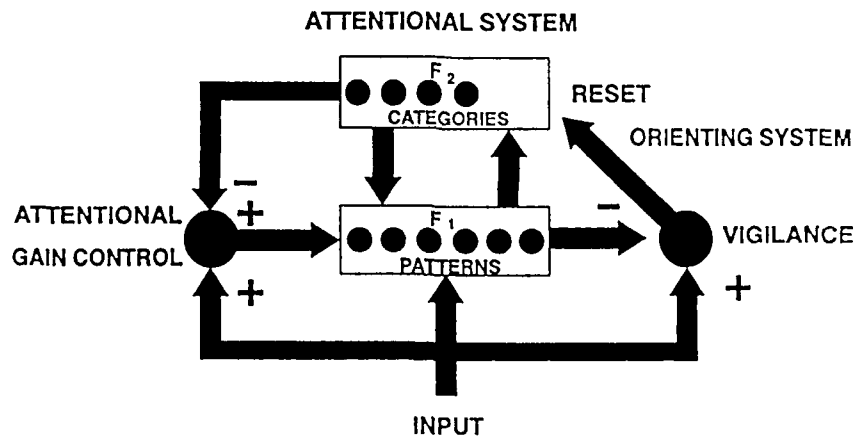 ATTENTIONAL SYSTEM
F2
CATEGORIES
RESET
ORIENTING SYSTEM
−
+
ATTENTIONAL
GAIN CONTROL
F1
PATTERNS
−
VIGILANCE
+
+
INPUT